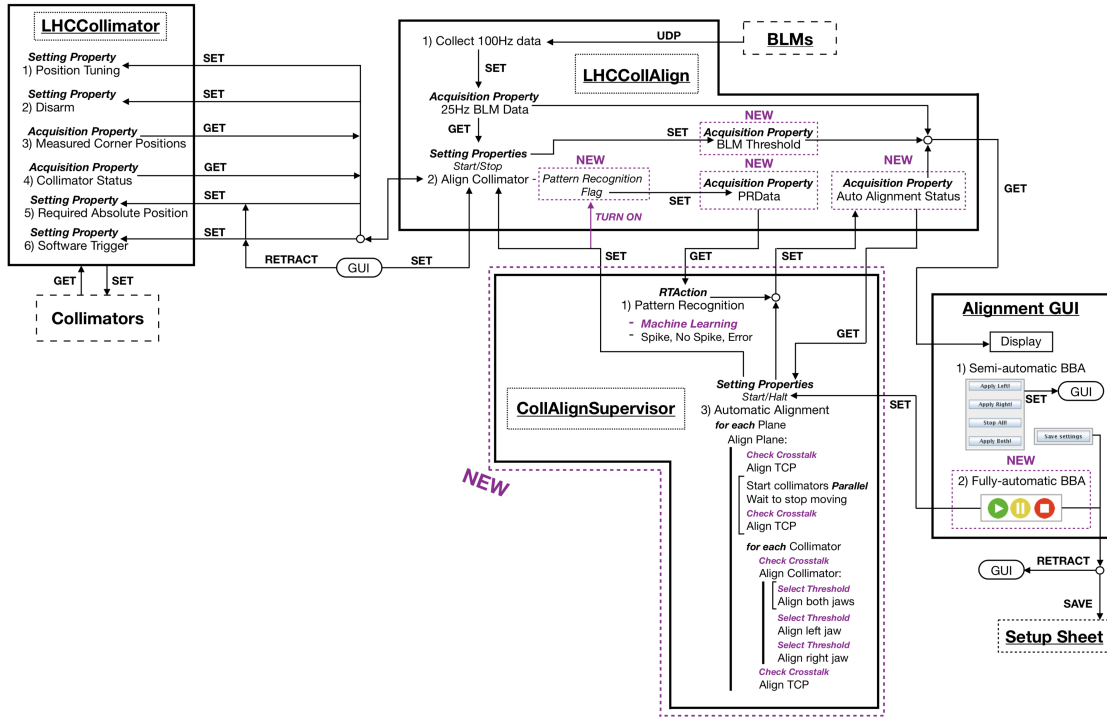 LHCCollimator
Setting Property
1) Position Tuning
SET
Setting Property
2) Disarm
SET
Acquisition Property
3) Measured Corner Positions
GET
Acquisition Property
4) Collimator Status
GET
Setting Property
5) Required Absolute Position
SET
Setting Property
6) Software Trigger
SET
GET
SET
Collimators
RETRACT
GUI
SET
1) Collect 100Hz data
UDP
BLMs
SET
LHCCollAlign
Acquisition Property
25Hz BLM Data
GET
Setting Properties
Start/Stop
2) Align Collimator -
Pattern Recognition
Flag
NEW
TURN ON
SET
NEW
Acquisition Property
BLM Threshold
SET
NEW
Acquisition Property
PRData
NEW
Acquisition Property
Auto Alignment Status
GET
SET
GET
SET
RTAction
1) Pattern Recognition
- Machine Learning
- Spike, No Spike, Error
GET
CollAlignSupervisor
NEW
Setting Properties
Start/Halt
3) Automatic Alignment
SET
for each Plane
Align Plane:
Check Crosstalk
Align TCP
Start collimators Parallel
Wait to stop moving
Check Crosstalk
Align TCP
for each Collimator
Check Crosstalk
Align Collimator:
Select Threshold
Align both jaws
Select Threshold
Align left jaw
Select Threshold
Align right jaw
Check Crosstalk
Align TCP
Alignment GUI
Display
1) Semi-automatic BBA
Apply Left!
Apply Right!
Stop All!
Apply Both!
SET
GUI
Save settings
NEW
2) Fully-automatic BBA
RETRACT
GUI
SAVE
Setup Sheet